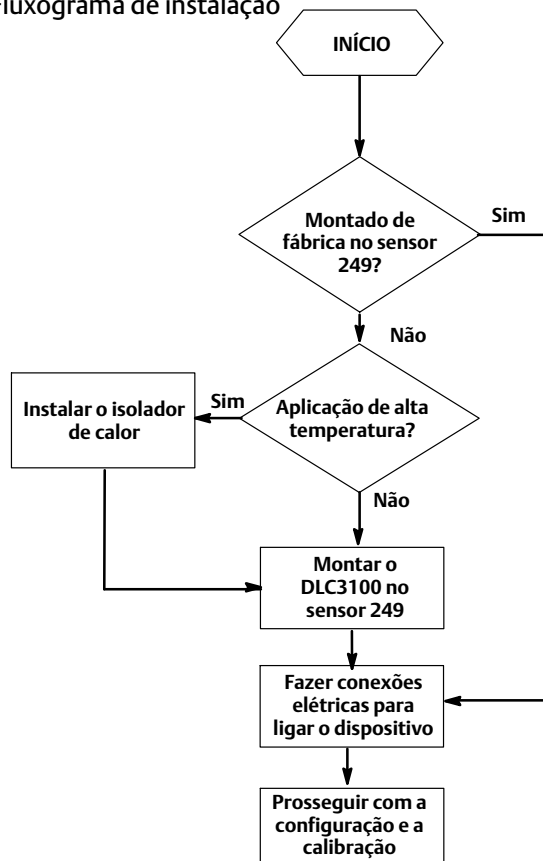 Fluxograma de instalação
INÍCIO
Montado de
fábrica no sensor
249?
Sim
Não
Aplicação de alta
temperatura?
Sim
Instalar o isolador
de calor
Não
Montar o
DLC3100 no
sensor 249
Fazer conexões
elétricas para
ligar o dispositivo
Prosseguir com a
configuração e a
calibração